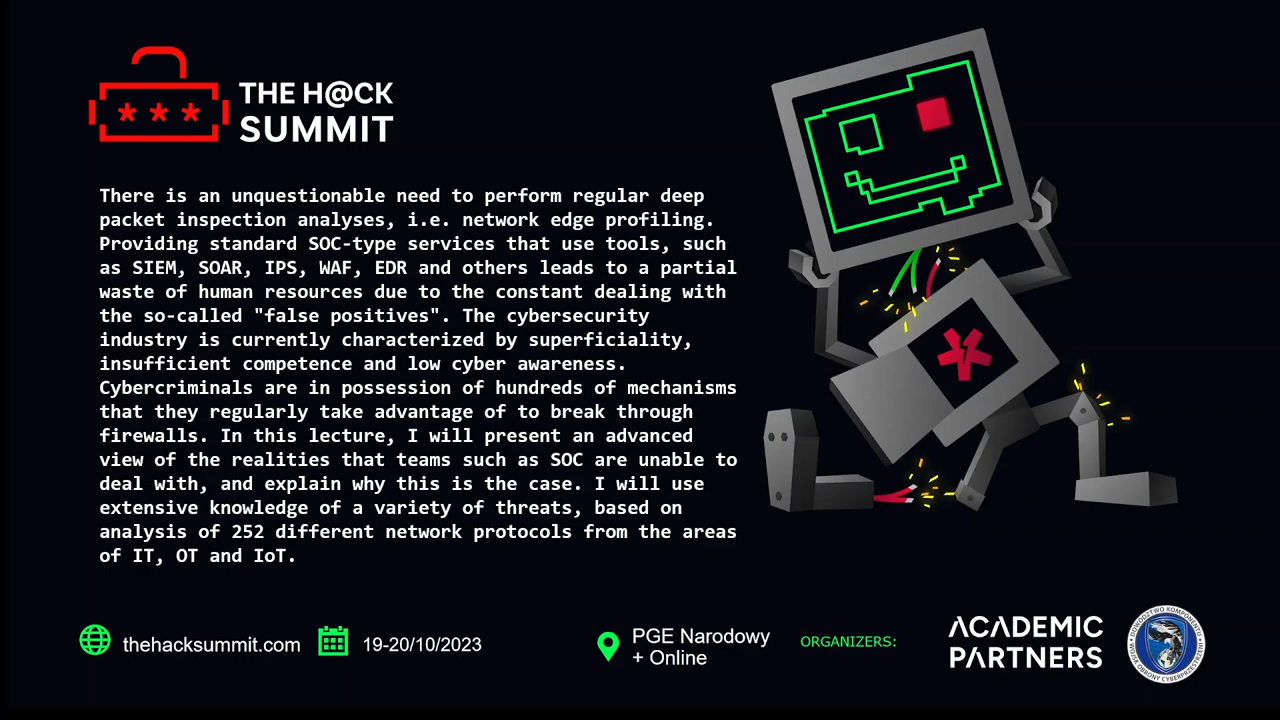 THE H@CK
SUMMIT
* * *
There is an unquestionable need to perform regular deep
packet inspection analyses, i.e. network edge profiling.
Providing standard SOC-type services that use tools, such
as SIEM, SOAR, IPS, WAF, EDR and others leads to a partial
waste of human resources due to the constant dealing with
the so-called "false positives". The cybersecurity
industry is currently characterized by superficiality,
insufficient competence and low cyber awareness.
Cybercriminals are in possession of hundreds of mechanisms
that they regularly take advantage of to break through
firewalls. In this lecture, I will present an advanced
view of the realities that teams such as SOC are unable to
deal with, and explain why this is the case. I will use
extensive knowledge of a variety of threats, based on
analysis of 252 different network protocols from the areas
of IT, OT and IoT.
thehacksummit.com
19-20/10/2023
PGE Narodowy
+ Online
ORGANIZERS:
ACADEMIC
PARTNERS
DOWÓDZTWO KOMPONENTU
WOJSK OBRONY CYBERPRZESTRZENI